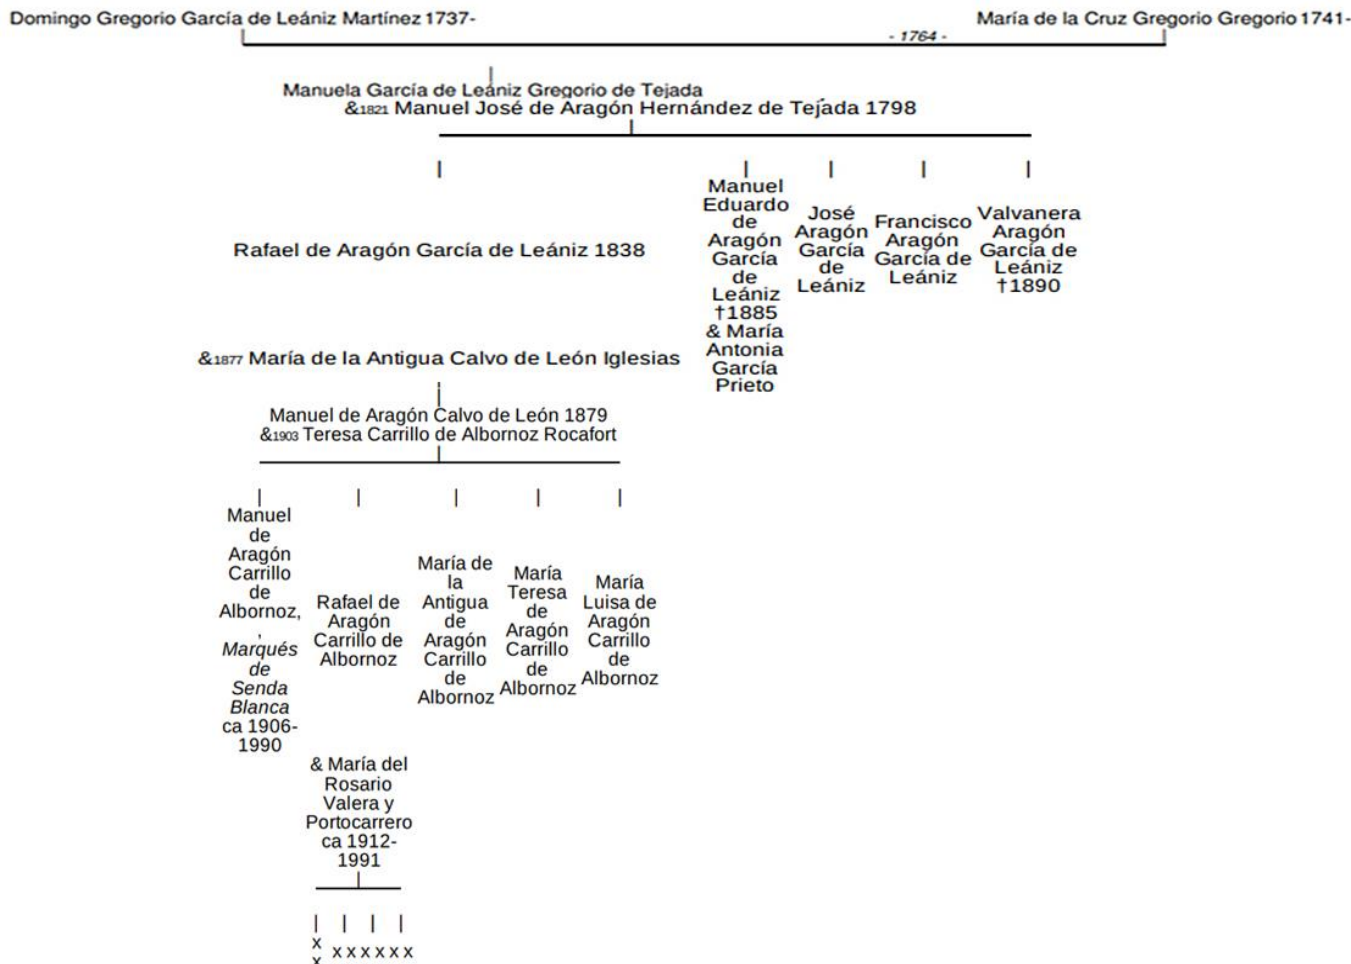 Domingo Gregorio García de Leániz Martínez 1737-
María de la Cruz Gregorio Gregorio 1741-
- 1764 -
Manuela García de Leániz Gregorio de Tejada
&1821 Manuel José de Aragón Hernández de Tejada 1798
Rafael de Aragón García de Leániz 1838
&1877 María de la Antigua Calvo de León Iglesias
Manuel
Eduardo
de
Aragón
García
de
Leániz
†1885
& María
Antonia
García
Prieto
José
Aragón
García
de
Leániz
Francisco
Aragón
García de
Leániz
Valvanera
Aragón
García de
Leániz
†1890
Manuel de Aragón Calvo de León 1879
&1903 Teresa Carrillo de Albornoz Rocafort
Manuel
de
Aragón
Carrillo
de
Albornoz,
,
Marqués
de
Senda
Blanca
ca 1906-
1990
Rafael de
Aragón
Carrillo de
Albornoz
& María del
Rosario
Valera y
Portocarrero
ca 1912-
1991
María de
la
Antigua
de
Aragón
Carrillo
de
Albornoz
María
Teresa
de
Aragón
Carrillo
de
Albornoz
María
Luisa de
Aragón
Carrillo
de
Albornoz
x
x
x x x x x x